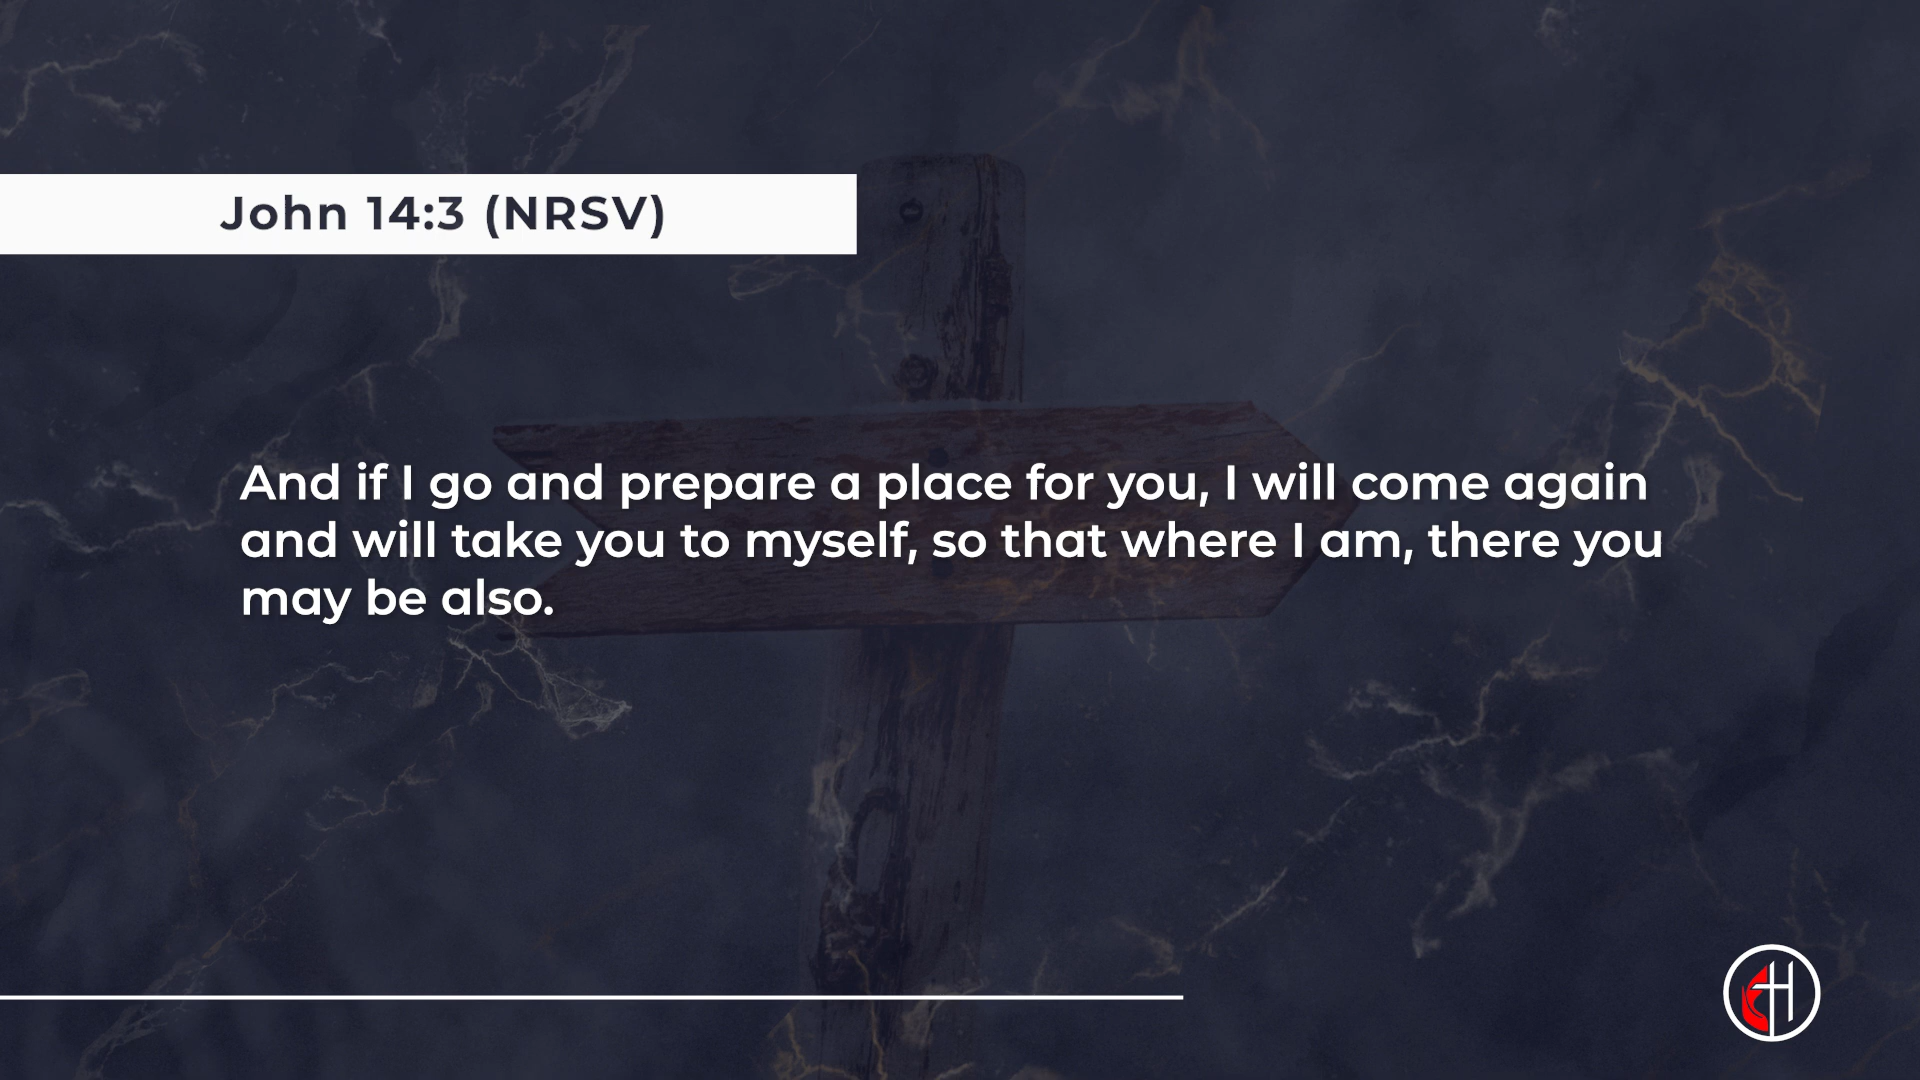 John 14:3 (NRSV)
And if I go and prepare a place for you, I will come again
and will take you to myself, so that where I am, there you
may be also.